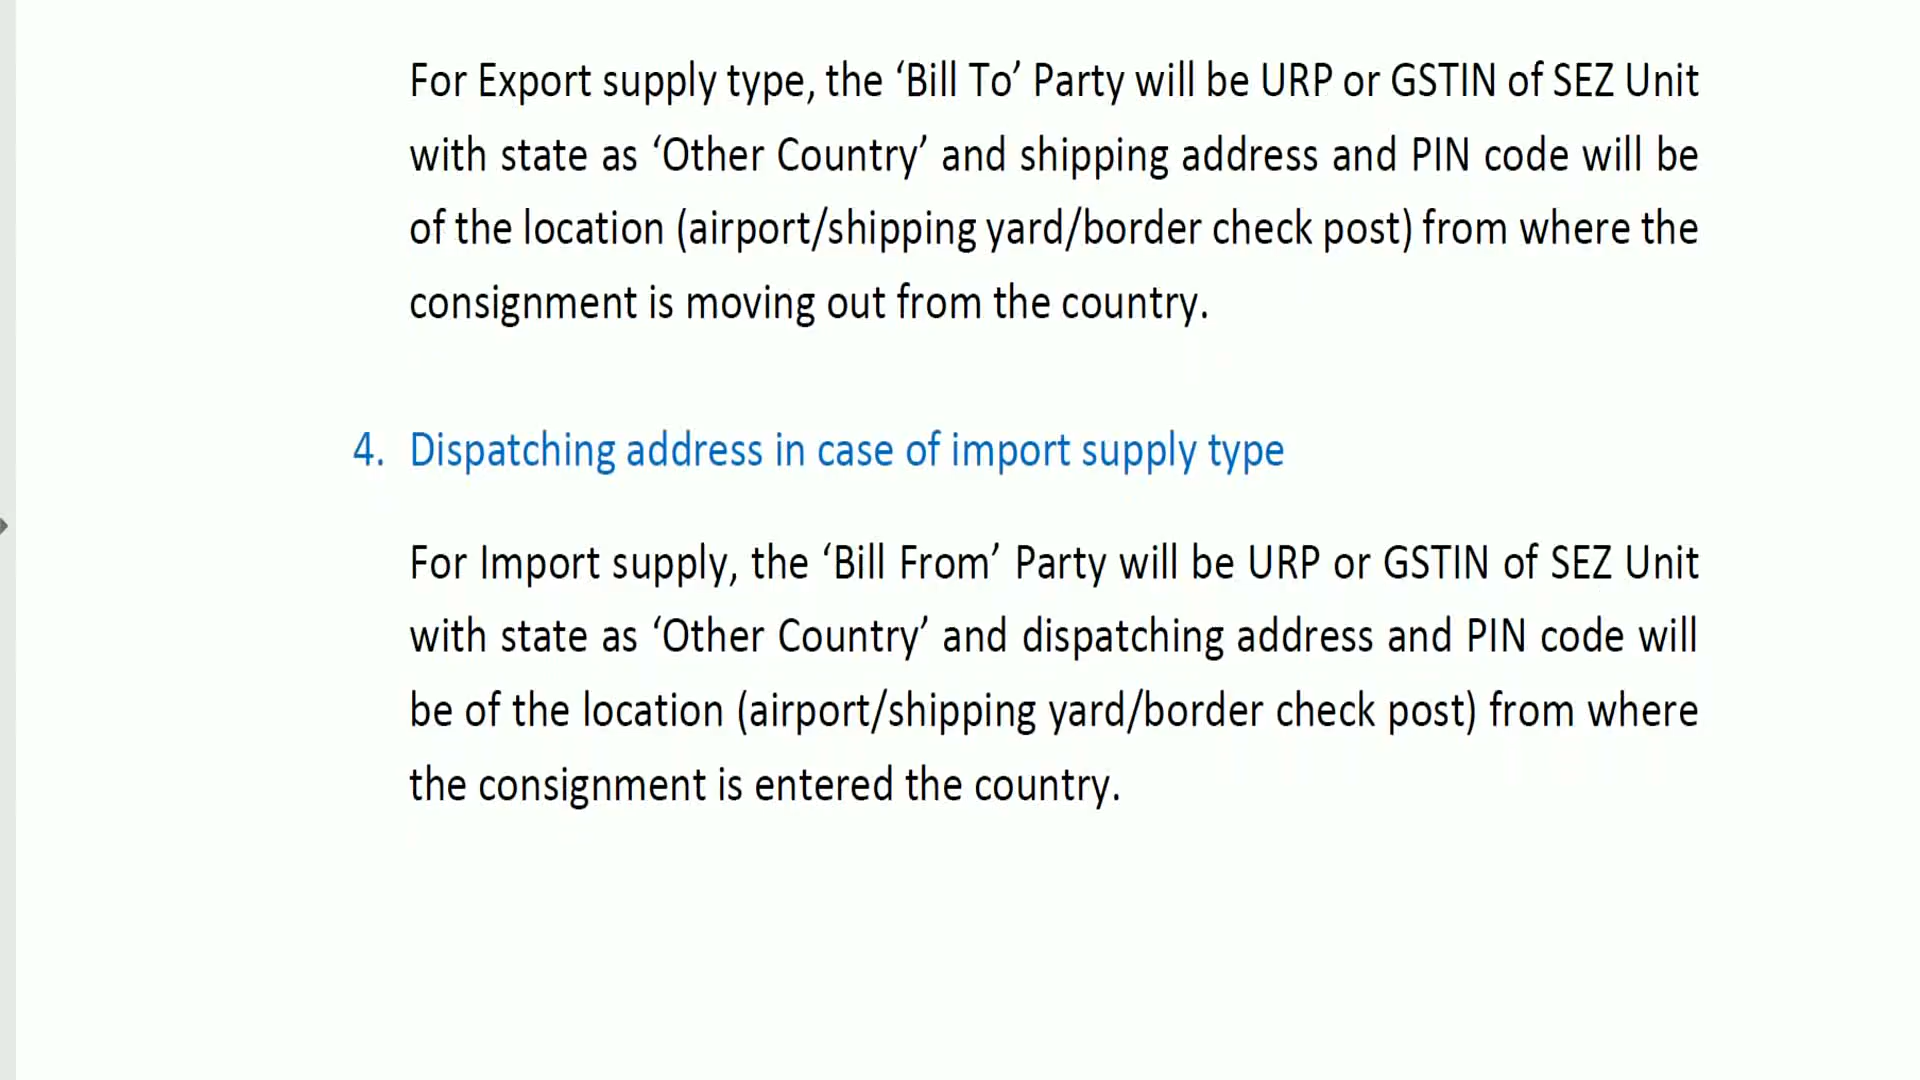 For Export supply type, the ‘Bill To’ Party will be URP or GSTIN of SEZ Unit
with state as ‘Other Country’ and shipping address and PIN code will be
of the location (airport/shipping yard/border check post) from where the
consignment is moving out from the country.
4. Dispatching address in case of import supply type
For Import supply, the ‘Bill From’ Party will be URP or GSTIN of SEZ Unit
with state as ‘Other Country’ and dispatching address and PIN code will
be of the location (airport/shipping yard/border check post) from where
the consignment is entered the country.